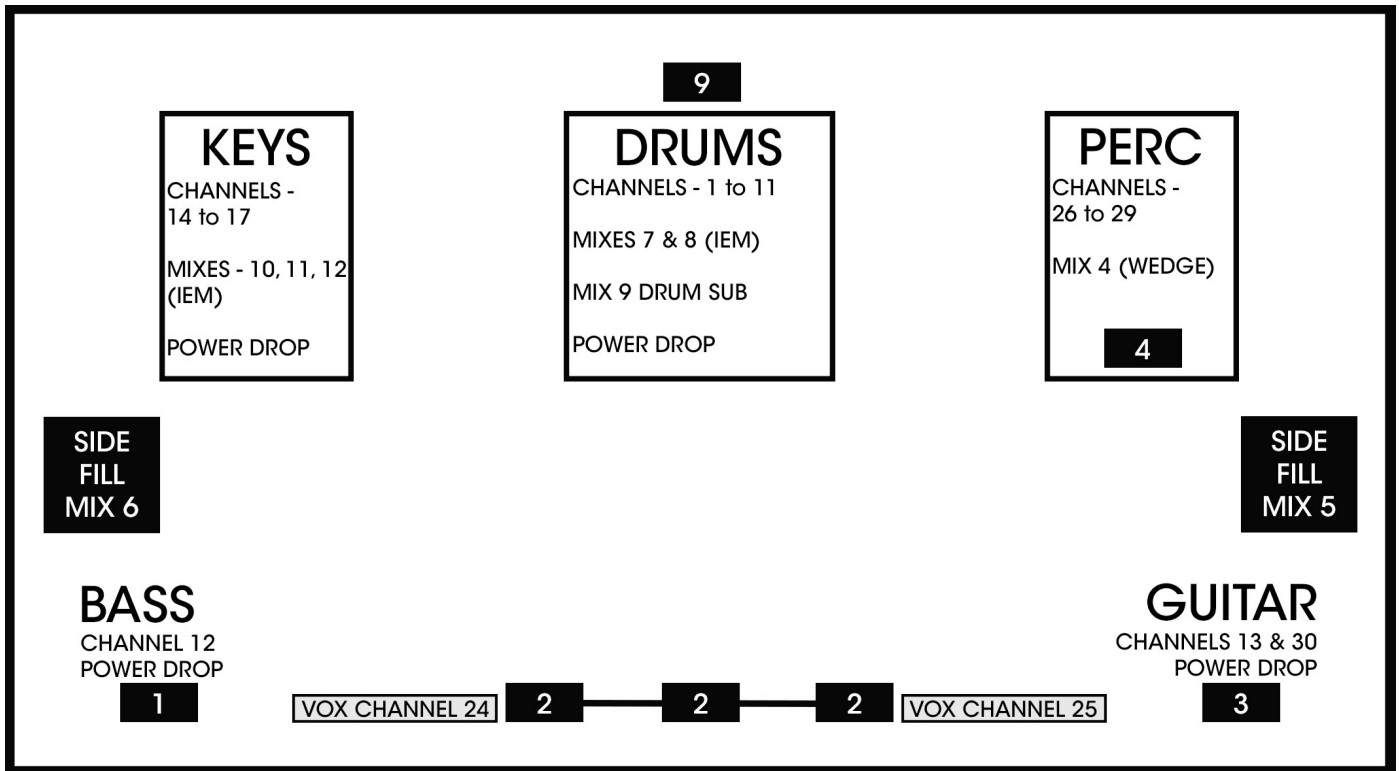 9
KEYS
CHANNELS -
14 to 17
MIXES - 10, 11, 12
(IEM)
POWER DROP
DRUMS
CHANNELS - 1 to 11
MIXES 7 & 8 (IEM)
MIX 9 DRUM SUB
POWER DROP
PERC
CHANNELS -
26 to 29
MIX 4 (WEDGE)
4
SIDE
FILL
MIX 6
SIDE
FILL
MIX 5
BASS
CHANNEL 12
POWER DROP
1
GUITAR
CHANNELS 13 & 30
POWER DROP
3
VOX CHANNEL 24
2
2
2
VOX CHANNEL 25